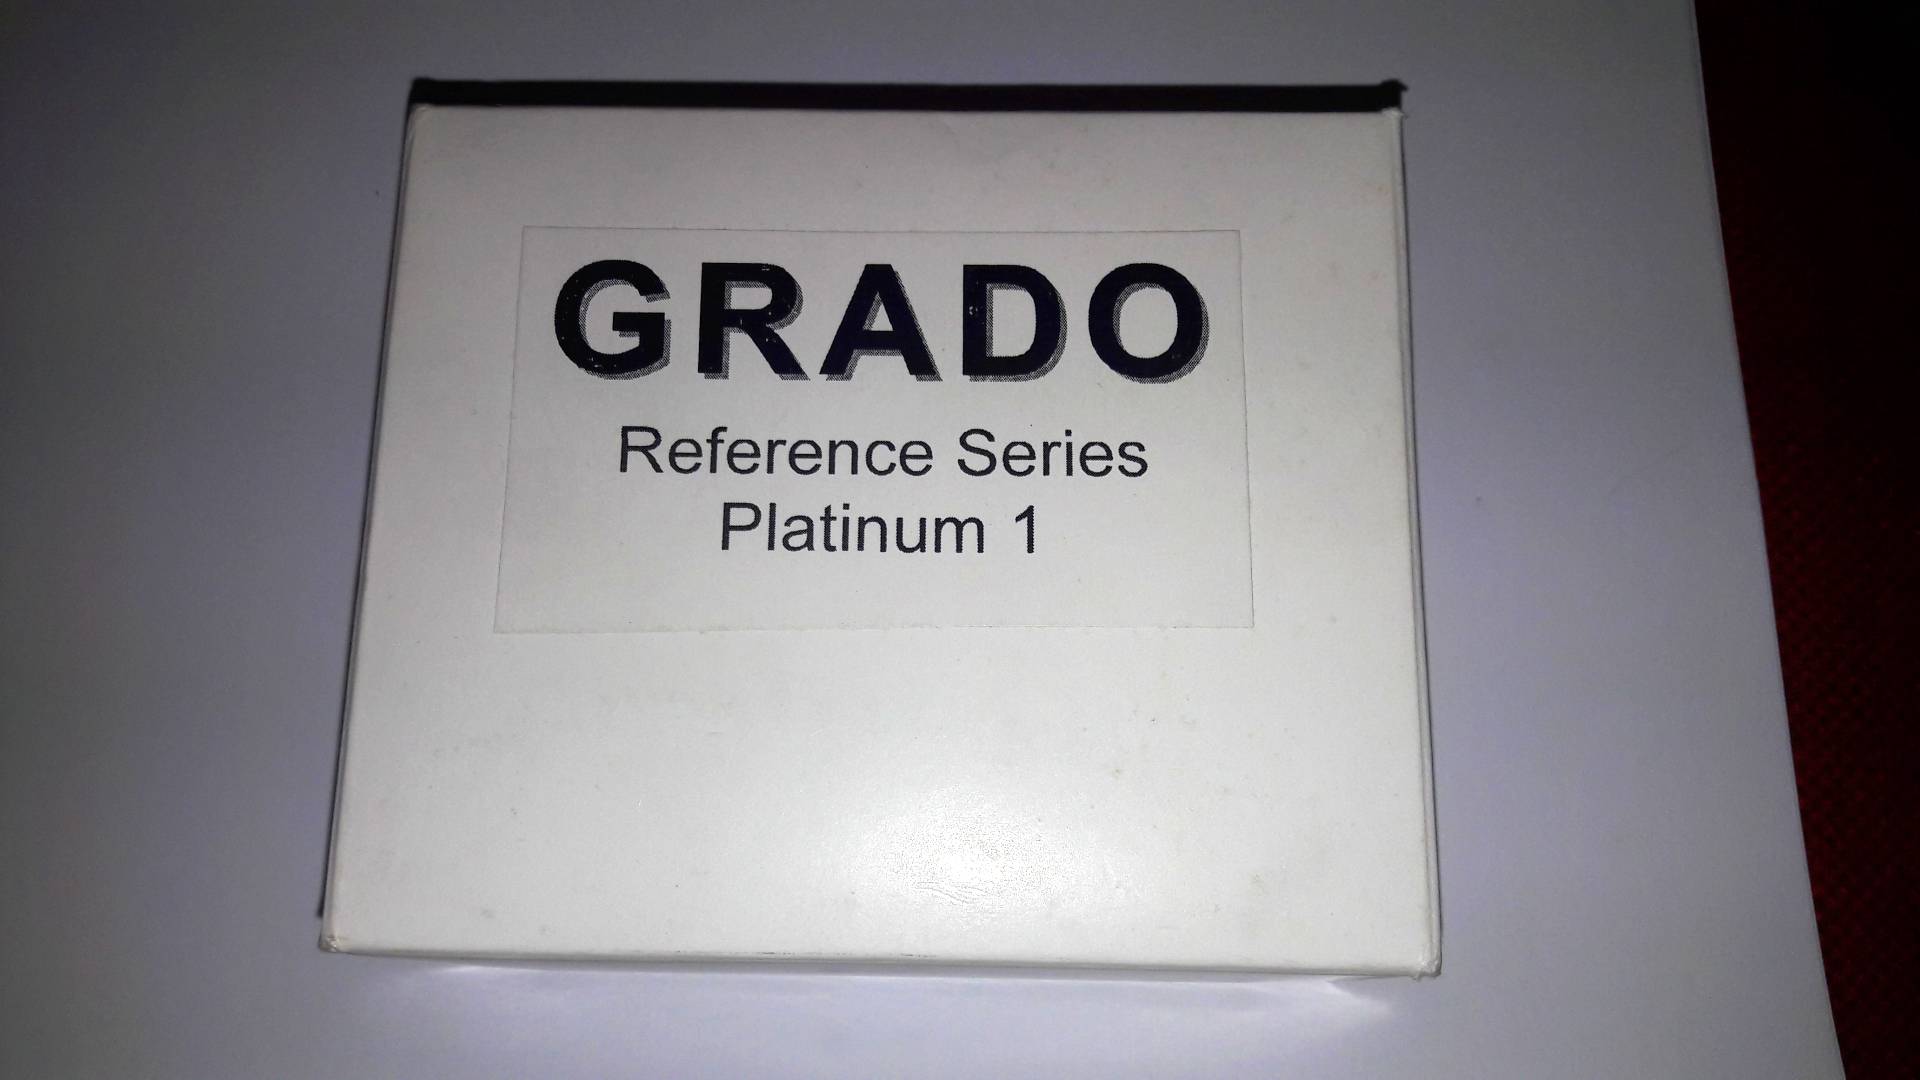 GRADO
Reference Series
Platinum 1